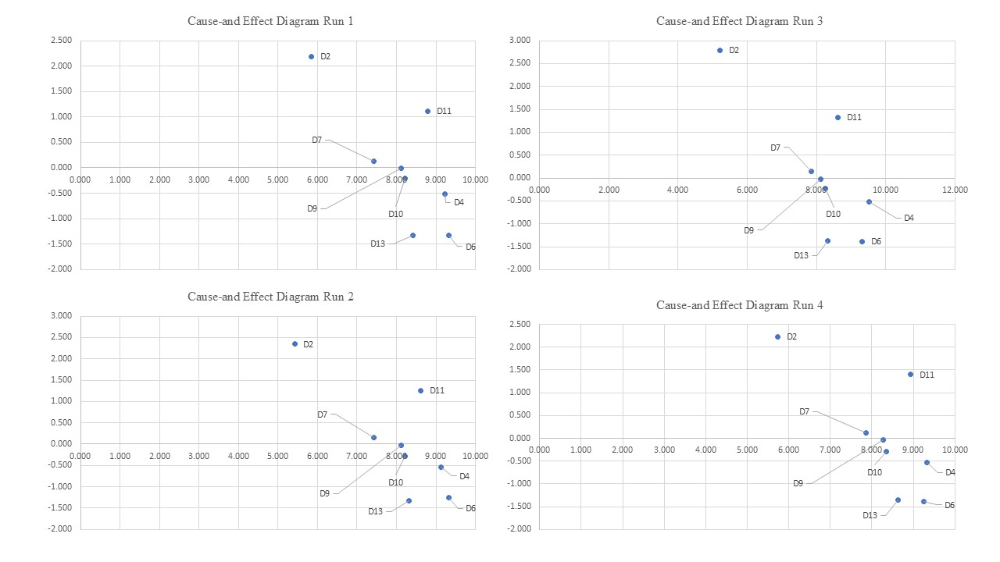 Cause-and Effect Diagram Run 1
2.500
D2
2.000
1.500
D11
1.000
D7
0.500
0.000
0.000 1.000 2.000 3.000 4.000 5.000 6.000 7.000 8.000 9.000 10.000
-0.500
D4
D9
D10
-1.000
D13
-1.500
D6
-2.000
Cause-and Effect Diagram Run 3
3.000
D2
2.500
2.000
1.500
D11
1.000
D7
0.500
0.000
0.000 2.000 4.000 6.000 8.000 10.000 12.000
-0.500
D10
D4
-1.000
D9
-1.500
D6
D13
-2.000
Cause-and Effect Diagram Run 2
3.000
2.500
D2
2.000
1.500
D11
1.000
D7
0.500
0.000
0.000 1.000 2.000 3.000 4.000 5.000 6.000 7.000 8.000 9.000 10.000
-0.500
D4
D10
-1.000
D9
-1.500
D13
D6
-2.000
Cause-and Effect Diagram Run 4
2.500
D2
2.000
1.500
D11
1.000
D7
0.500
0.000
0.000 1.000 2.000 3.000 4.000 5.000 6.000 7.000 8.000 9.000 10.000
-0.500
D10
D4
-1.000
D9
-1.500
D6
D13
-2.000